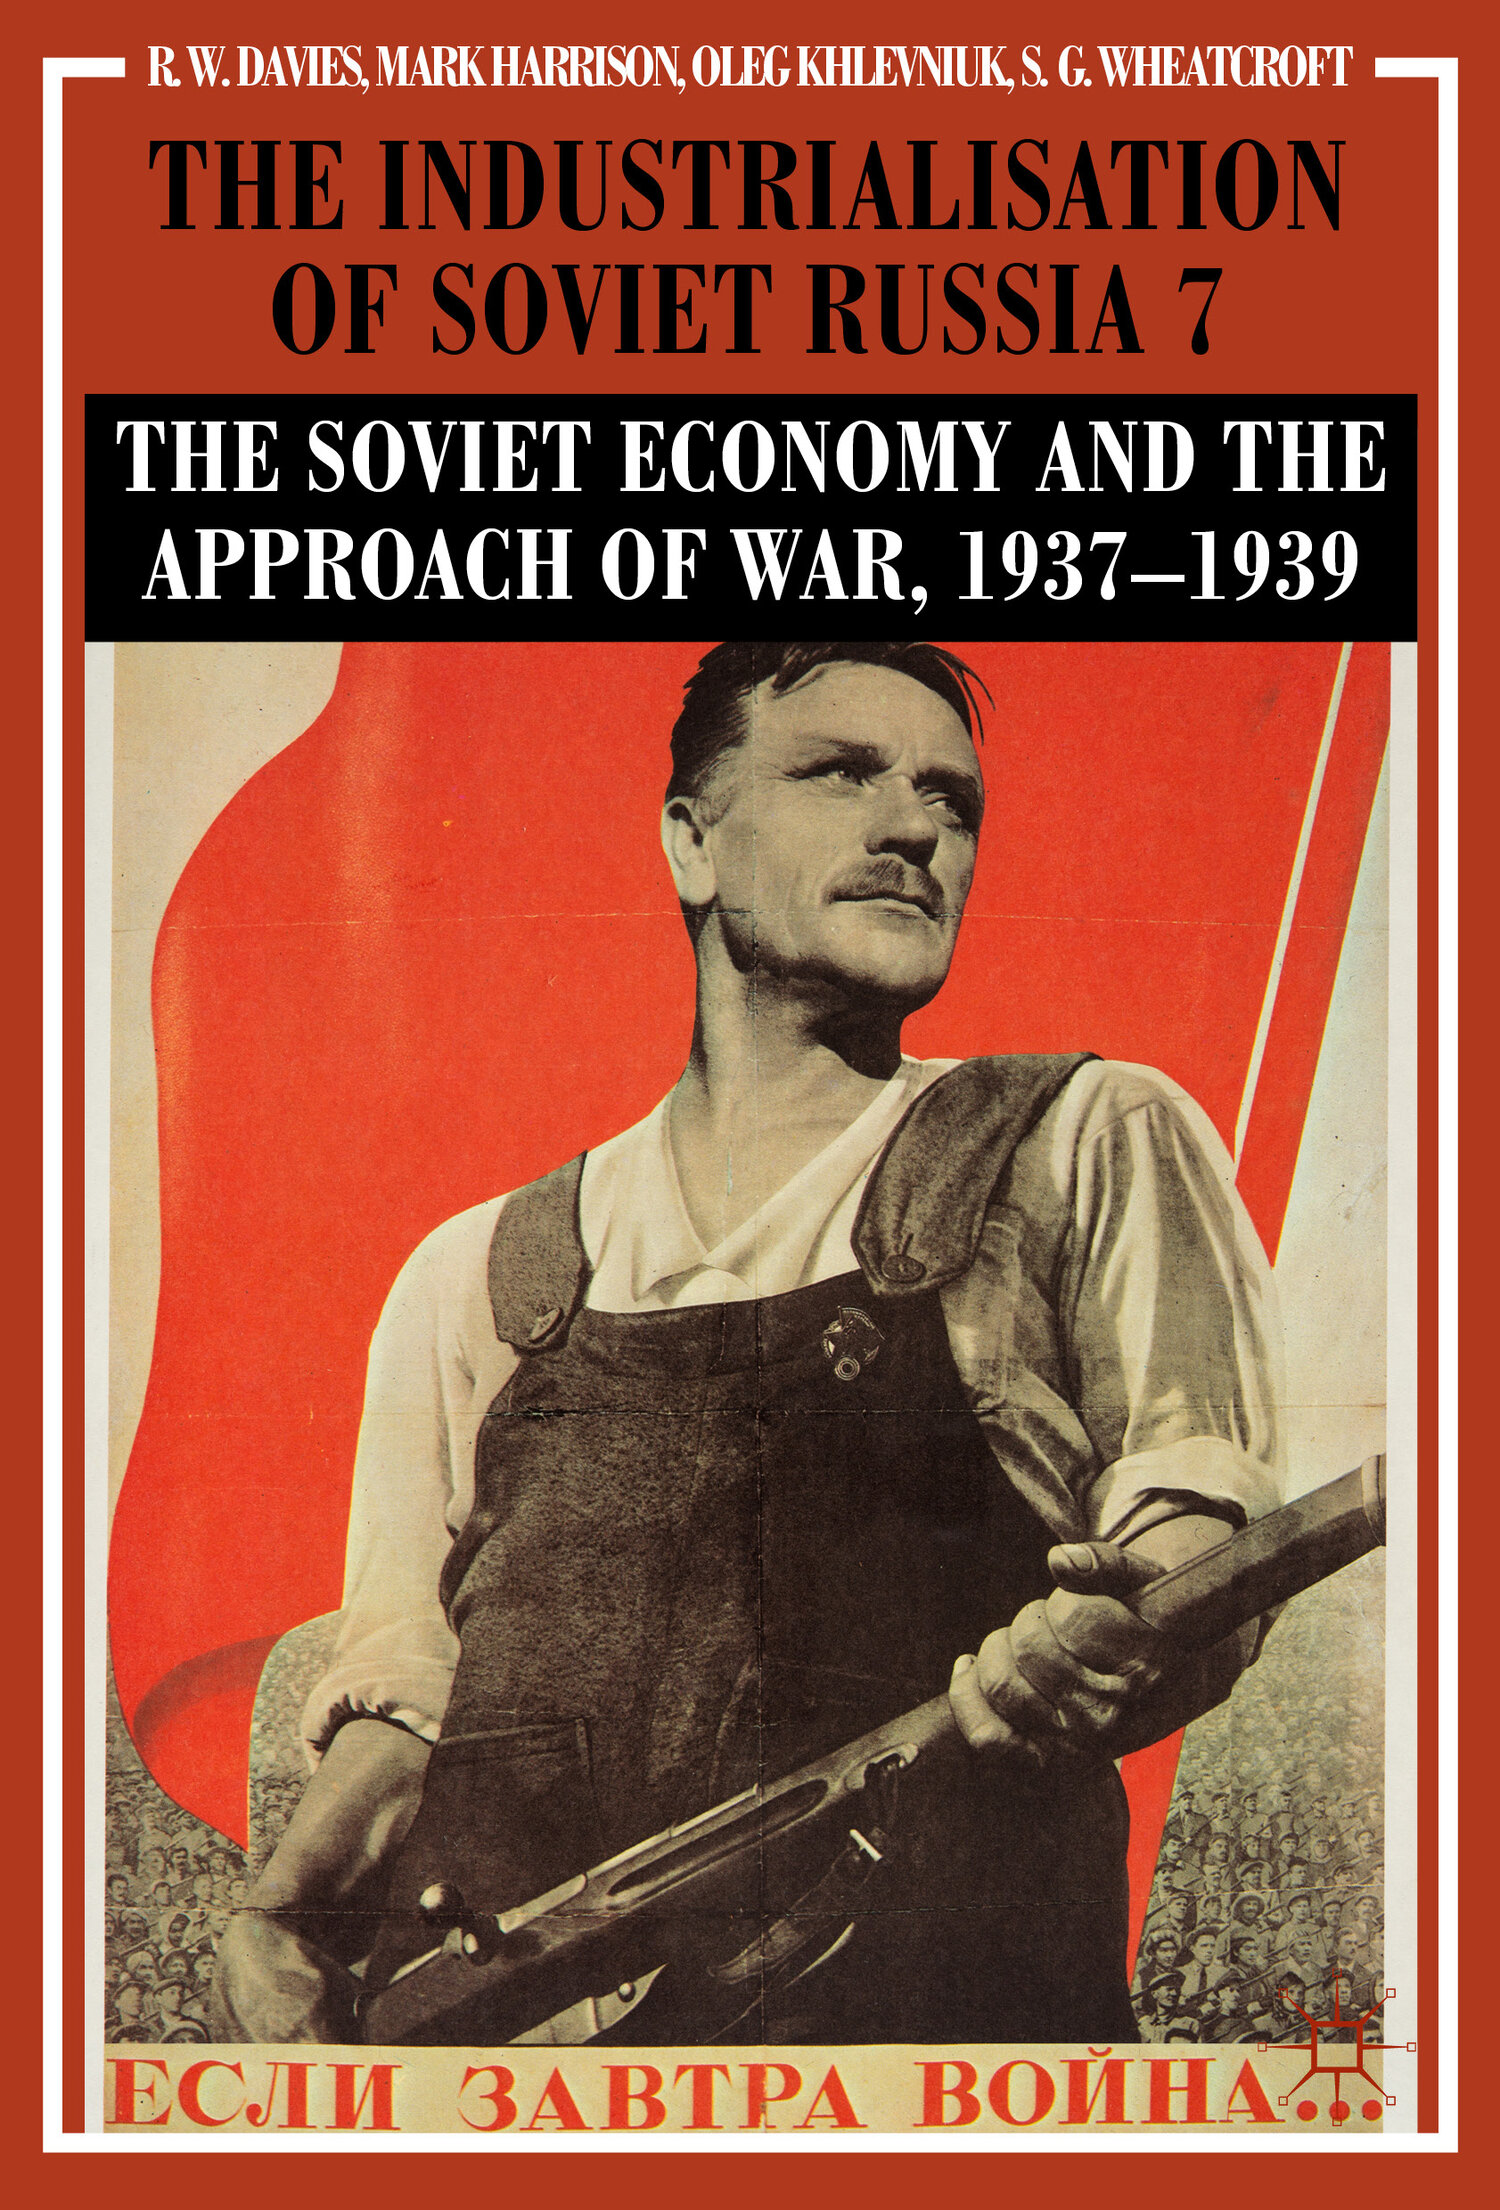 R. W. DAVIES, MARK HARRISON, OLEG KHLEVNIUK, S. G. WHEATCROFT
THE INDUSTRIALISATION
OF SOVIET RUSSIA 7
THE SOVIET ECONOMY AND THE
APPROACH OF WAR, 1937–1939
ЕСЛИ ЗАВТРА ВОЙНА...